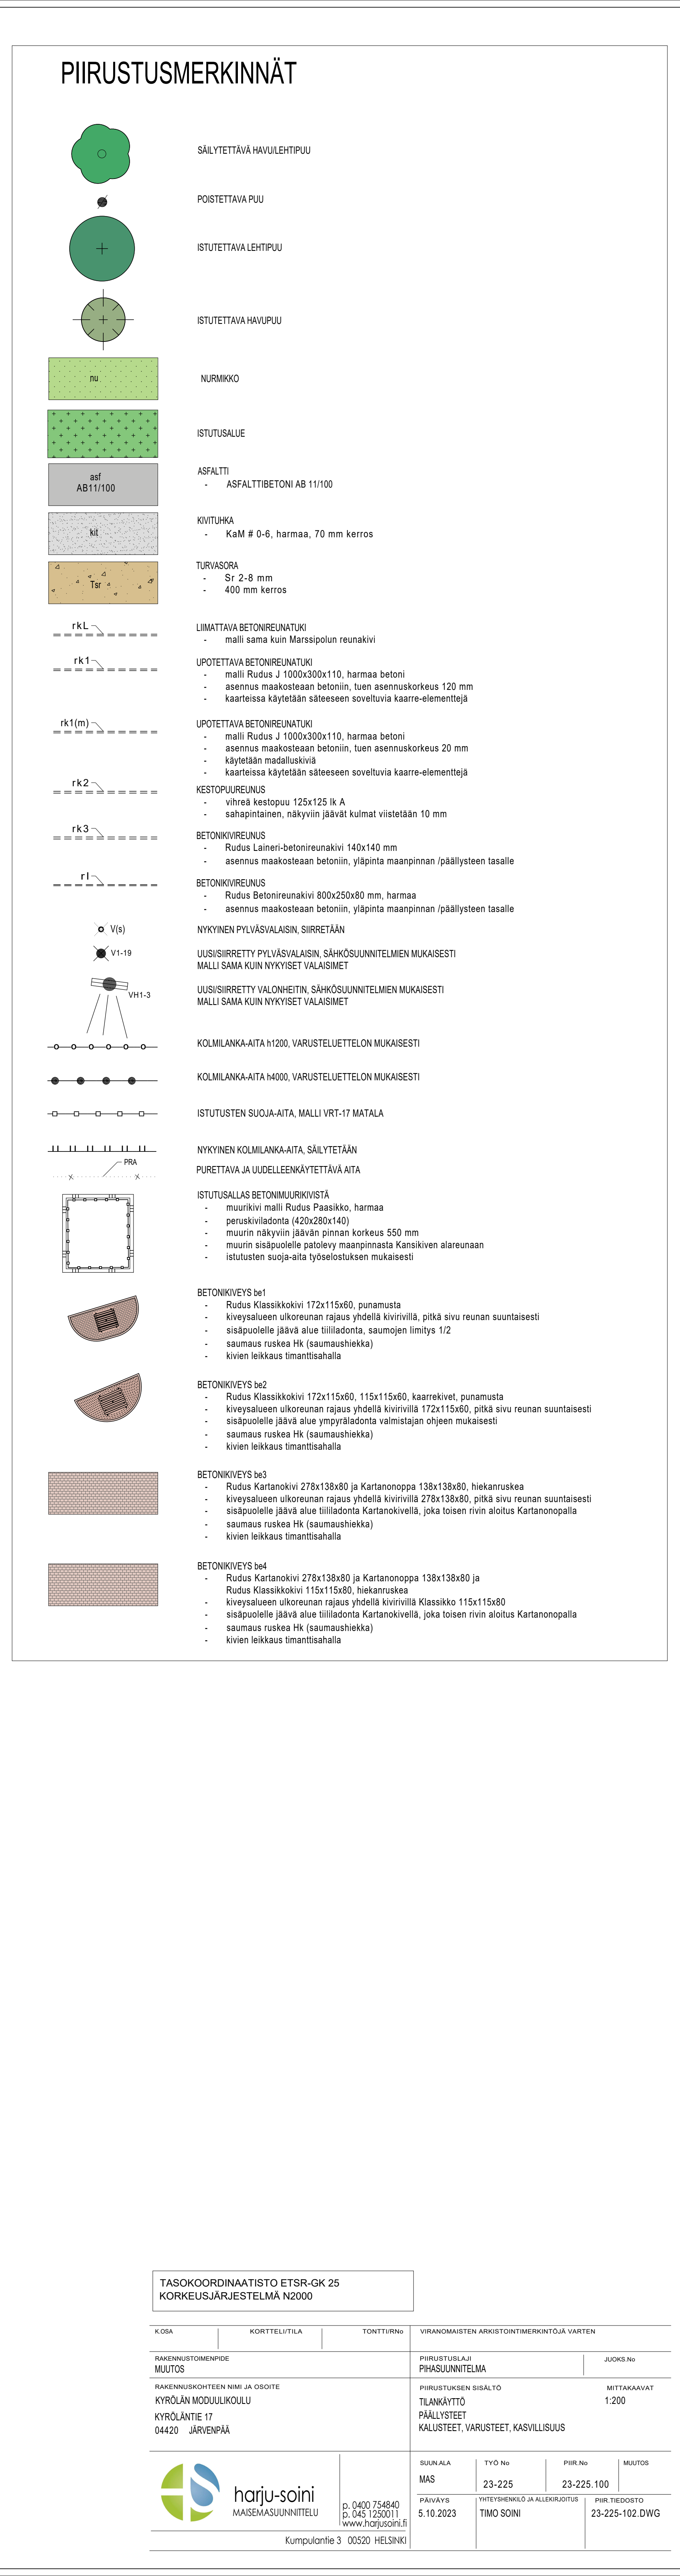 PIIRUSTUSMERKINNÄT
SÄILYTETTÄVÄ HAVU/LEHTIPUU
POISTETTAVA PUU
ISTUTETTAVA LEHTIPUU
ISTUTETTAVA HAVUPUU
nu NURMIKKO
ISTUTUSALUE
asf
AB11/100
ASFALTTI
- ASFALTTIBETONI AB 11/100
kit
KIVITUHKA
- KaM # 0-6, harmaa, 70 mm kerros
Tsr
TURVASORA
- Sr 2-8 mm
- 400 mm kerros
rkL
LIIMATTAVA BETONIREUNATUKI
- malli sama kuin Marssipolun reunakivi
rk1
UPOTETTAVA BETONIREUNATUKI
- malli Rudus J 1000x300x110, harmaa betoni
- asennus maakosteaan betoniin, tuen asennuskorkeus 120 mm
- kaarteissa käytetään säteeseen soveltuvia kaarre-elementtejä
rk1(m)
UPOTETTAVA BETONIREUNATUKI
- malli Rudus J 1000x300x110, harmaa betoni
- asennus maakosteaan betoniin, tuen asennuskorkeus 20 mm
- käytetään madalluskiviä
- kaarteissa käytetään säteeseen soveltuvia kaarre-elementtejä
rk2
KESTOPUUREUNUS
- vihreä kestopuu 125x125 lk A
- sahapintainen, näkyviin jäävät kulmat viistetään 10 mm
rk3
BETONIKIVIREUNUS
- Rudus Laineri-betonireunakivi 140x140 mm
- asennus maakosteaan betoniin, yläpinta maanpinnan /päällysteen tasalle
rl
BETONIKIVIREUNUS
- Rudus Betonireunakivi 800x250x80 mm, harmaa
- asennus maakosteaan betoniin, yläpinta maanpinnan /päällysteen tasalle
V(s) NYKYINEN PYLVÄSVALAISIN, SIIRRETÄÄN
V1-19 UUSI/SIIRRETTY PYLVÄSVALAISIN, SÄHKÖSUUNNITELMIEN MUKAISESTI
MALLI SAMA KUIN NYKYISET VALAISIMET
VH1-3 UUSI/SIIRRETTY VALONHEITIN, SÄHKÖSUUNNITELMIEN MUKAISESTI
MALLI SAMA KUIN NYKYISET VALAISIMET
KOLMILANKA-AITA h1200, VARUSTELUETTELON MUKAISESTI
KOLMILANKA-AITA h4000, VARUSTELUETTELON MUKAISESTI
ISTUTUSTEN SUOJA-AITA, MALLI VRT-17 MATALA
NYKYINEN KOLMILANKA-AITA, SÄILYTETÄÄN
PRA
PURETTAVA JA UUDELLEENKÄYTETTÄVÄ AITA
ISTUTUSALLAS BETONIMUURIKIVISTÄ
- muurikivi malli Rudus Paasikko, harmaa
- peruskiviladonta (420x280x140)
- muurin näkyviin jäävän pinnan korkeus 550 mm
- muurin sisäpuolelle patolevy maanpinnasta Kansikiven alareunaan
- istutusten suoja-aita työselostuksen mukaisesti
BETONIKIVEYS be1
- Rudus Klassikkokivi 172x115x60, punamusta
- kiveysalueen ulkoreunan rajaus yhdellä kivirivillä, pitkä sivu reunan suuntaisesti
- sisäpuolelle jäävä alue tiililadonta, saumojen limitys 1/2
- saumaus ruskea Hk (saumaushiekka)
- kivien leikkaus timanttisahalla
BETONIKIVEYS be2
- Rudus Klassikkokivi 172x115x60, 115x115x60, kaarrekivet, punamusta
- kiveysalueen ulkoreunan rajaus yhdellä kivirivillä 172x115x60, pitkä sivu reunan suuntaisesti
- sisäpuolelle jäävä alue ympyräladonta valmistajan ohjeen mukaisesti
- saumaus ruskea Hk (saumaushiekka)
- kivien leikkaus timanttisahalla
BETONIKIVEYS be3
- Rudus Kartanokivi 278x138x80 ja Kartanonoppa 138x138x80, hiekanruskea
- kiveysalueen ulkoreunan rajaus yhdellä kivirivillä 278x138x80, pitkä sivu reunan suuntaisesti
- sisäpuolelle jäävä alue tiililadonta Kartanokivellä, joka toisen rivin aloitus Kartanonopalla
- saumaus ruskea Hk (saumaushiekka)
- kivien leikkaus timanttisahalla
BETONIKIVEYS be4
- Rudus Kartanokivi 278x138x80 ja Kartanonoppa 138x138x80 ja
Rudus Klassikkokivi 115x115x80, hiekanruskea
- kiveysalueen ulkoreunan rajaus yhdellä kivirivillä Klassikko 115x115x80
- sisäpuolelle jäävä alue tiililadonta Kartanokivellä, joka toisen rivin aloitus Kartanonopalla
- saumaus ruskea Hk (saumaushiekka)
- kivien leikkaus timanttisahalla
TASOKOORDINAATISTO ETSR-GK 25
KORKEUSJÄRJESTELMÄ N2000
K.OSA KORTTELI/TILA TONTTI/RNo VIRANOMAISTEN ARKISTOINTIMERKINTÖJÄ VARTEN
RAKENNUSTOIMENPIDE
MUUTOS
PIIRUSTUSLAJI
PIHASUUNNITELMA
JUOKS.No
RAKENNUSKOHTEEN NIMI JA OSOITE
KYRÖLÄN MODUULIKOULU
KYRÖLÄNTIE 17
04420 JÄRVENPÄÄ
PIIRUSTUKSEN SISÄLTÖ MITTAKAAVAT
TILANKÄYTTÖ 1:200
PÄÄLLYSTEET
KALUSTEET, VARUSTEET, KASVILLISUUS
harju-soini
MAISEMASUUNNITTELU
p. 0400 754840
p. 045 1250011
www.harjusoini.fi
Kumpulantie 3 00520 HELSINKI
SUUN.ALA TYÖ No PIIR.No MUUTOS
MAS 23-225 23-225.100
PÄIVÄYS YHTEYSHENKILÖ JA ALLEKIRJOITUS PIIR.TIEDOSTO
5.10.2023 TIMO SOINI 23-225-102.DWG